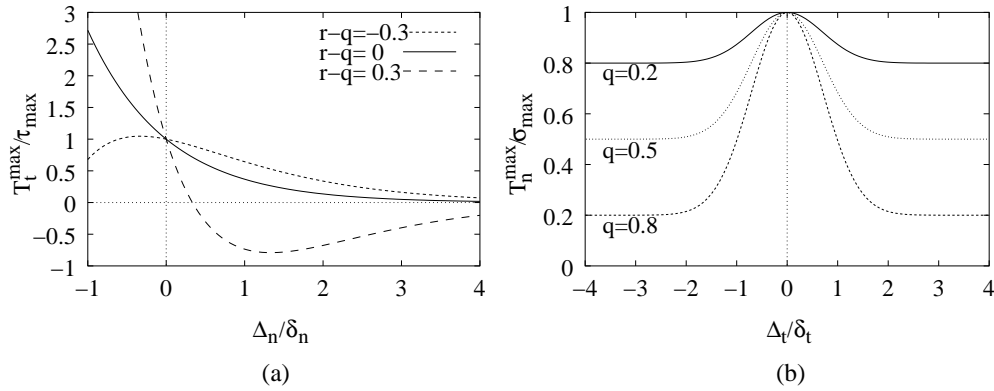 3
2.5
2
1.5
1
0.5
0
−0.5
−1
−1 0 1 2 3 4
T_t^max/τ_max
Δ_n/δ_n
r−q=−0.3
r−q= 0
r−q= 0.3
(a)
1
0.8
0.6
0.4
0.2
0
−4 −3 −2 −1 0 1 2 3 4
T_n^max/σ_max
Δ_t/δ_t
q=0.2
q=0.5
q=0.8
(b)